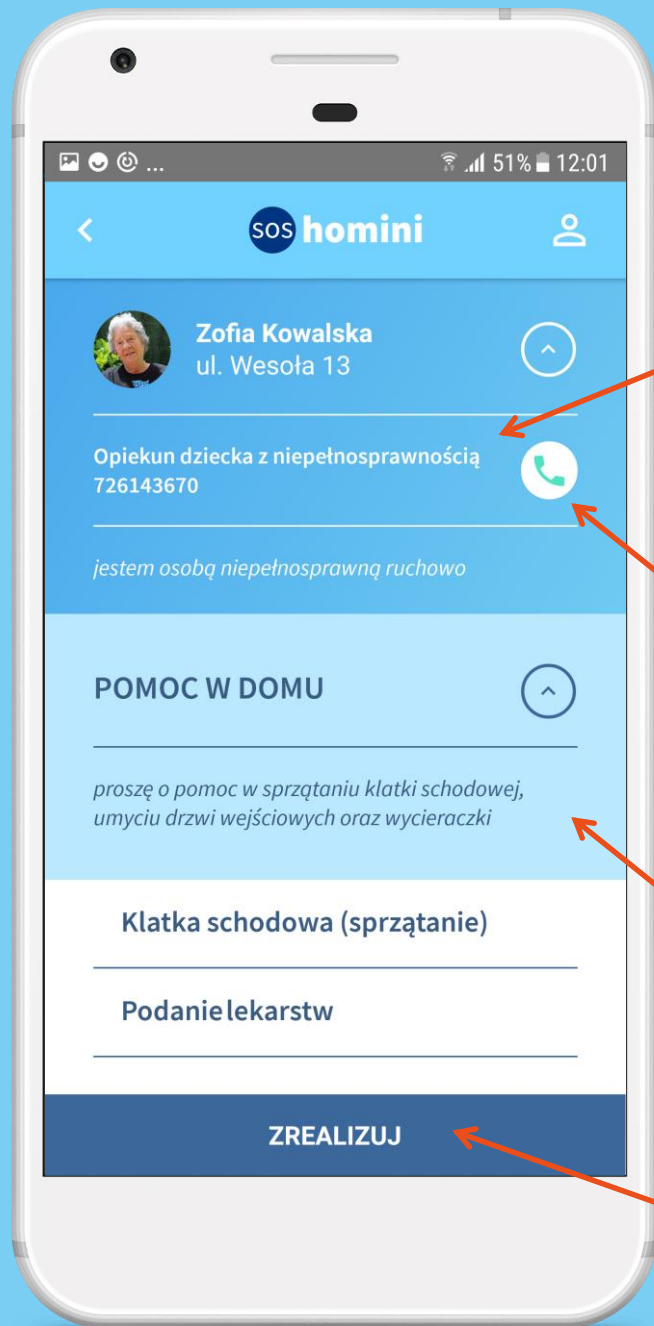 ... 51% 12:01
sos homini
Zofia Kowalska
ul. Wesoła 13
Opiekun dziecka z niepełnosprawnością
726143670
jestem osobą niepełnosprawną ruchowo
POMOC W DOMU
proszę o pomoc w sprzątaniu klatki schodowej,
umyciu drzwi wejściowych oraz wycieraczki
Klatka schodowa (sprzątanie)
Podanie lekarstw
ZREALIZUJ